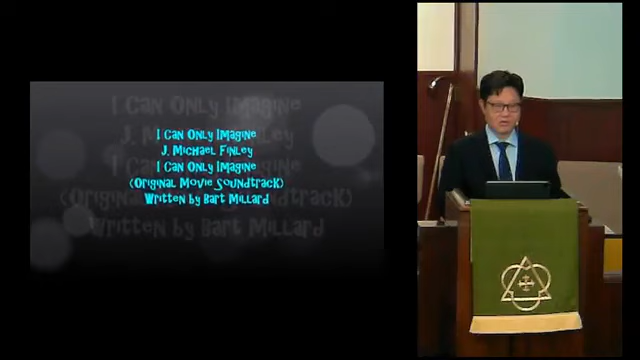 I Can Only Imagine
J. Michael Finley
I Can Only Imagine
(Original Movie Soundtrack)
Written by Bart Millard